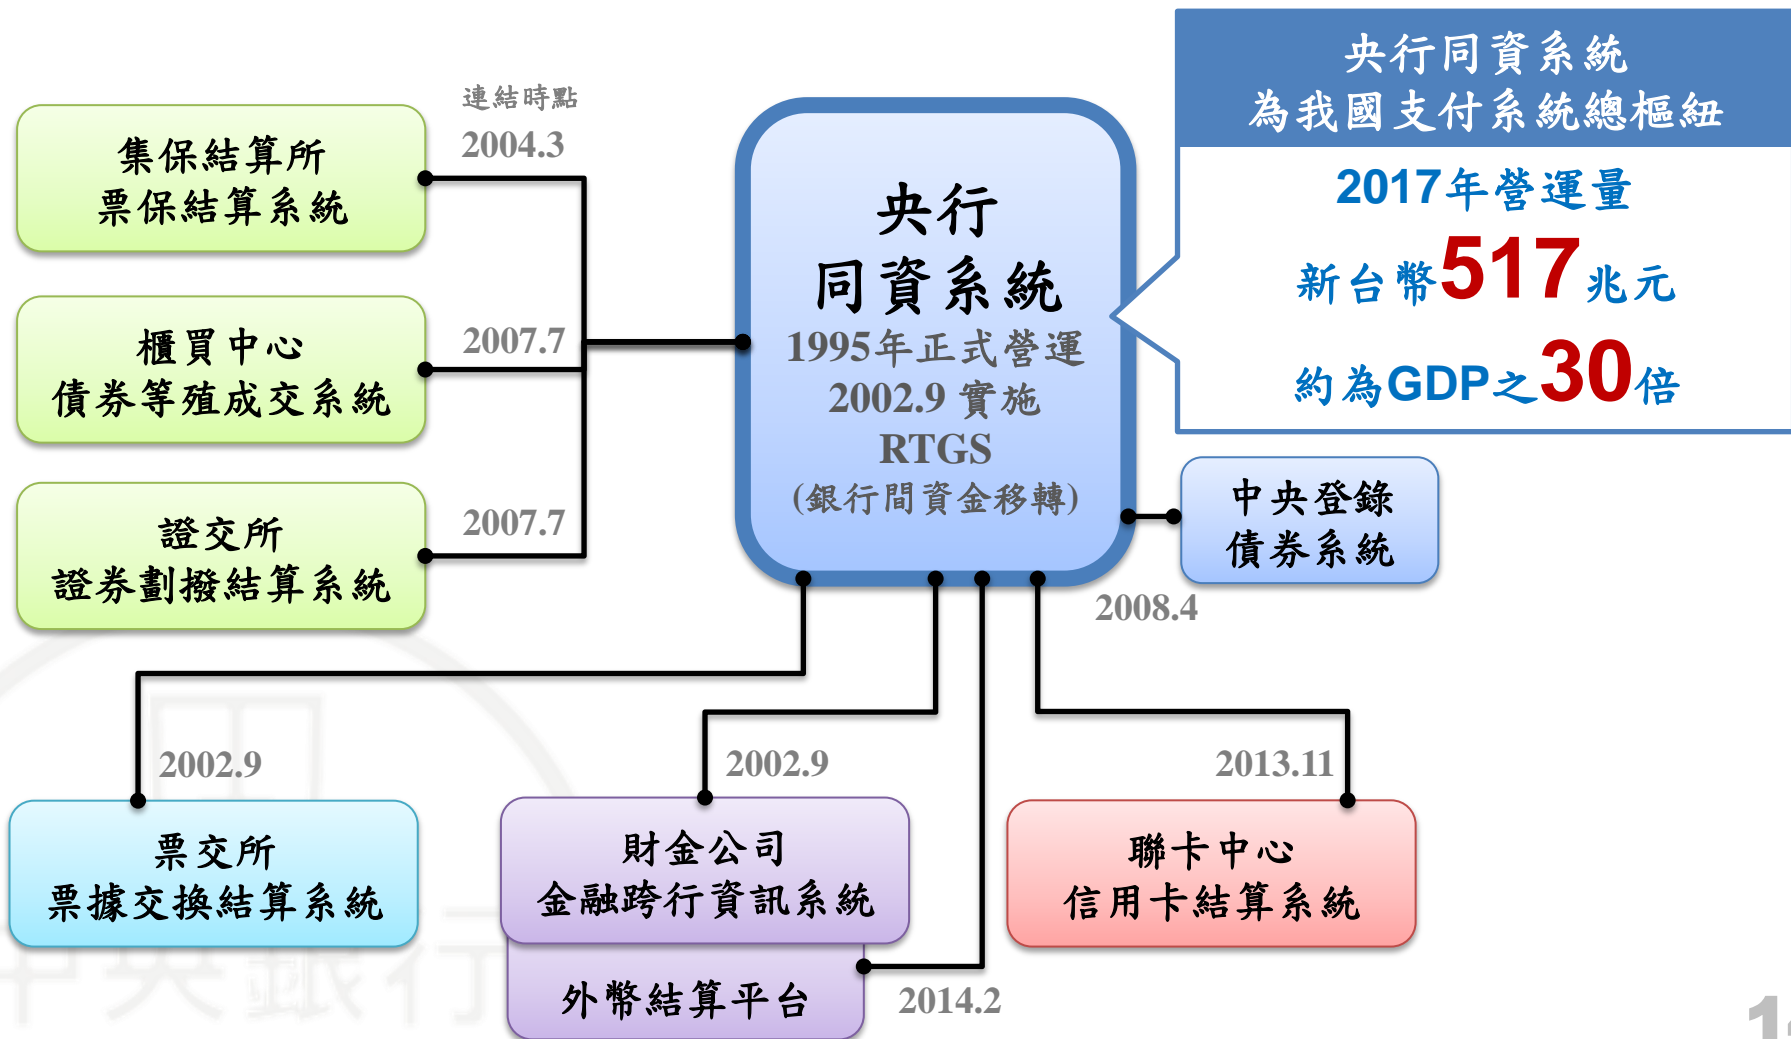 連結時點
2004.3
集保結算所
票保結算系統
2007.7
櫃買中心
債券等殖成交系統
2007.7
證交所
證券劃撥結算系統
央行
同資系統
1995年正式營運
2002.9 實施
RTGS
(銀行間資金移轉)
央行同資系統
為我國支付系統總樞紐
2017年營運量
新台幣517兆元
約為GDP之30倍
中央登錄
債券系統
2008.4
2002.9
票交所
票據交換結算系統
2002.9
財金公司
金融跨行資訊系統
外幣結算平台
2014.2
2013.11
聯卡中心
信用卡結算系統
中央銀行